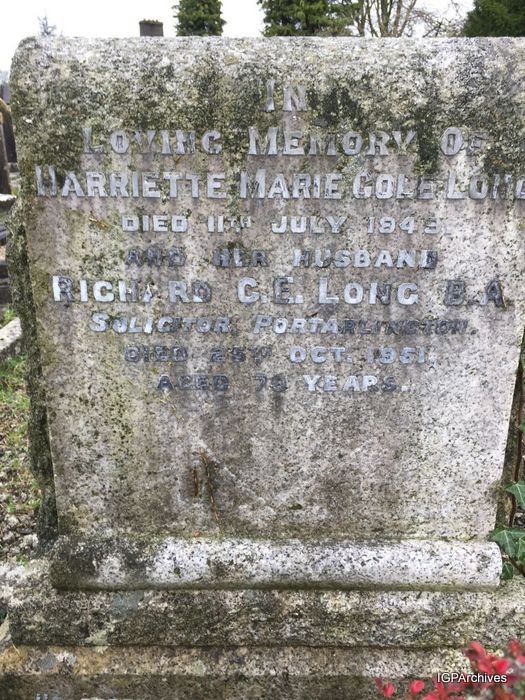 IN
LOVING MEMORY OF
HARRIETTE MARIE COLE LONG
DIED 11TH JULY 1943.
AND HER HUSBAND
RICHARD C.E. LONG B.A
SOLICITOR, PORTARLINGTON.
DIED 25TH OCT. 1951.
AGED 79 YEARS.
IGPArchives